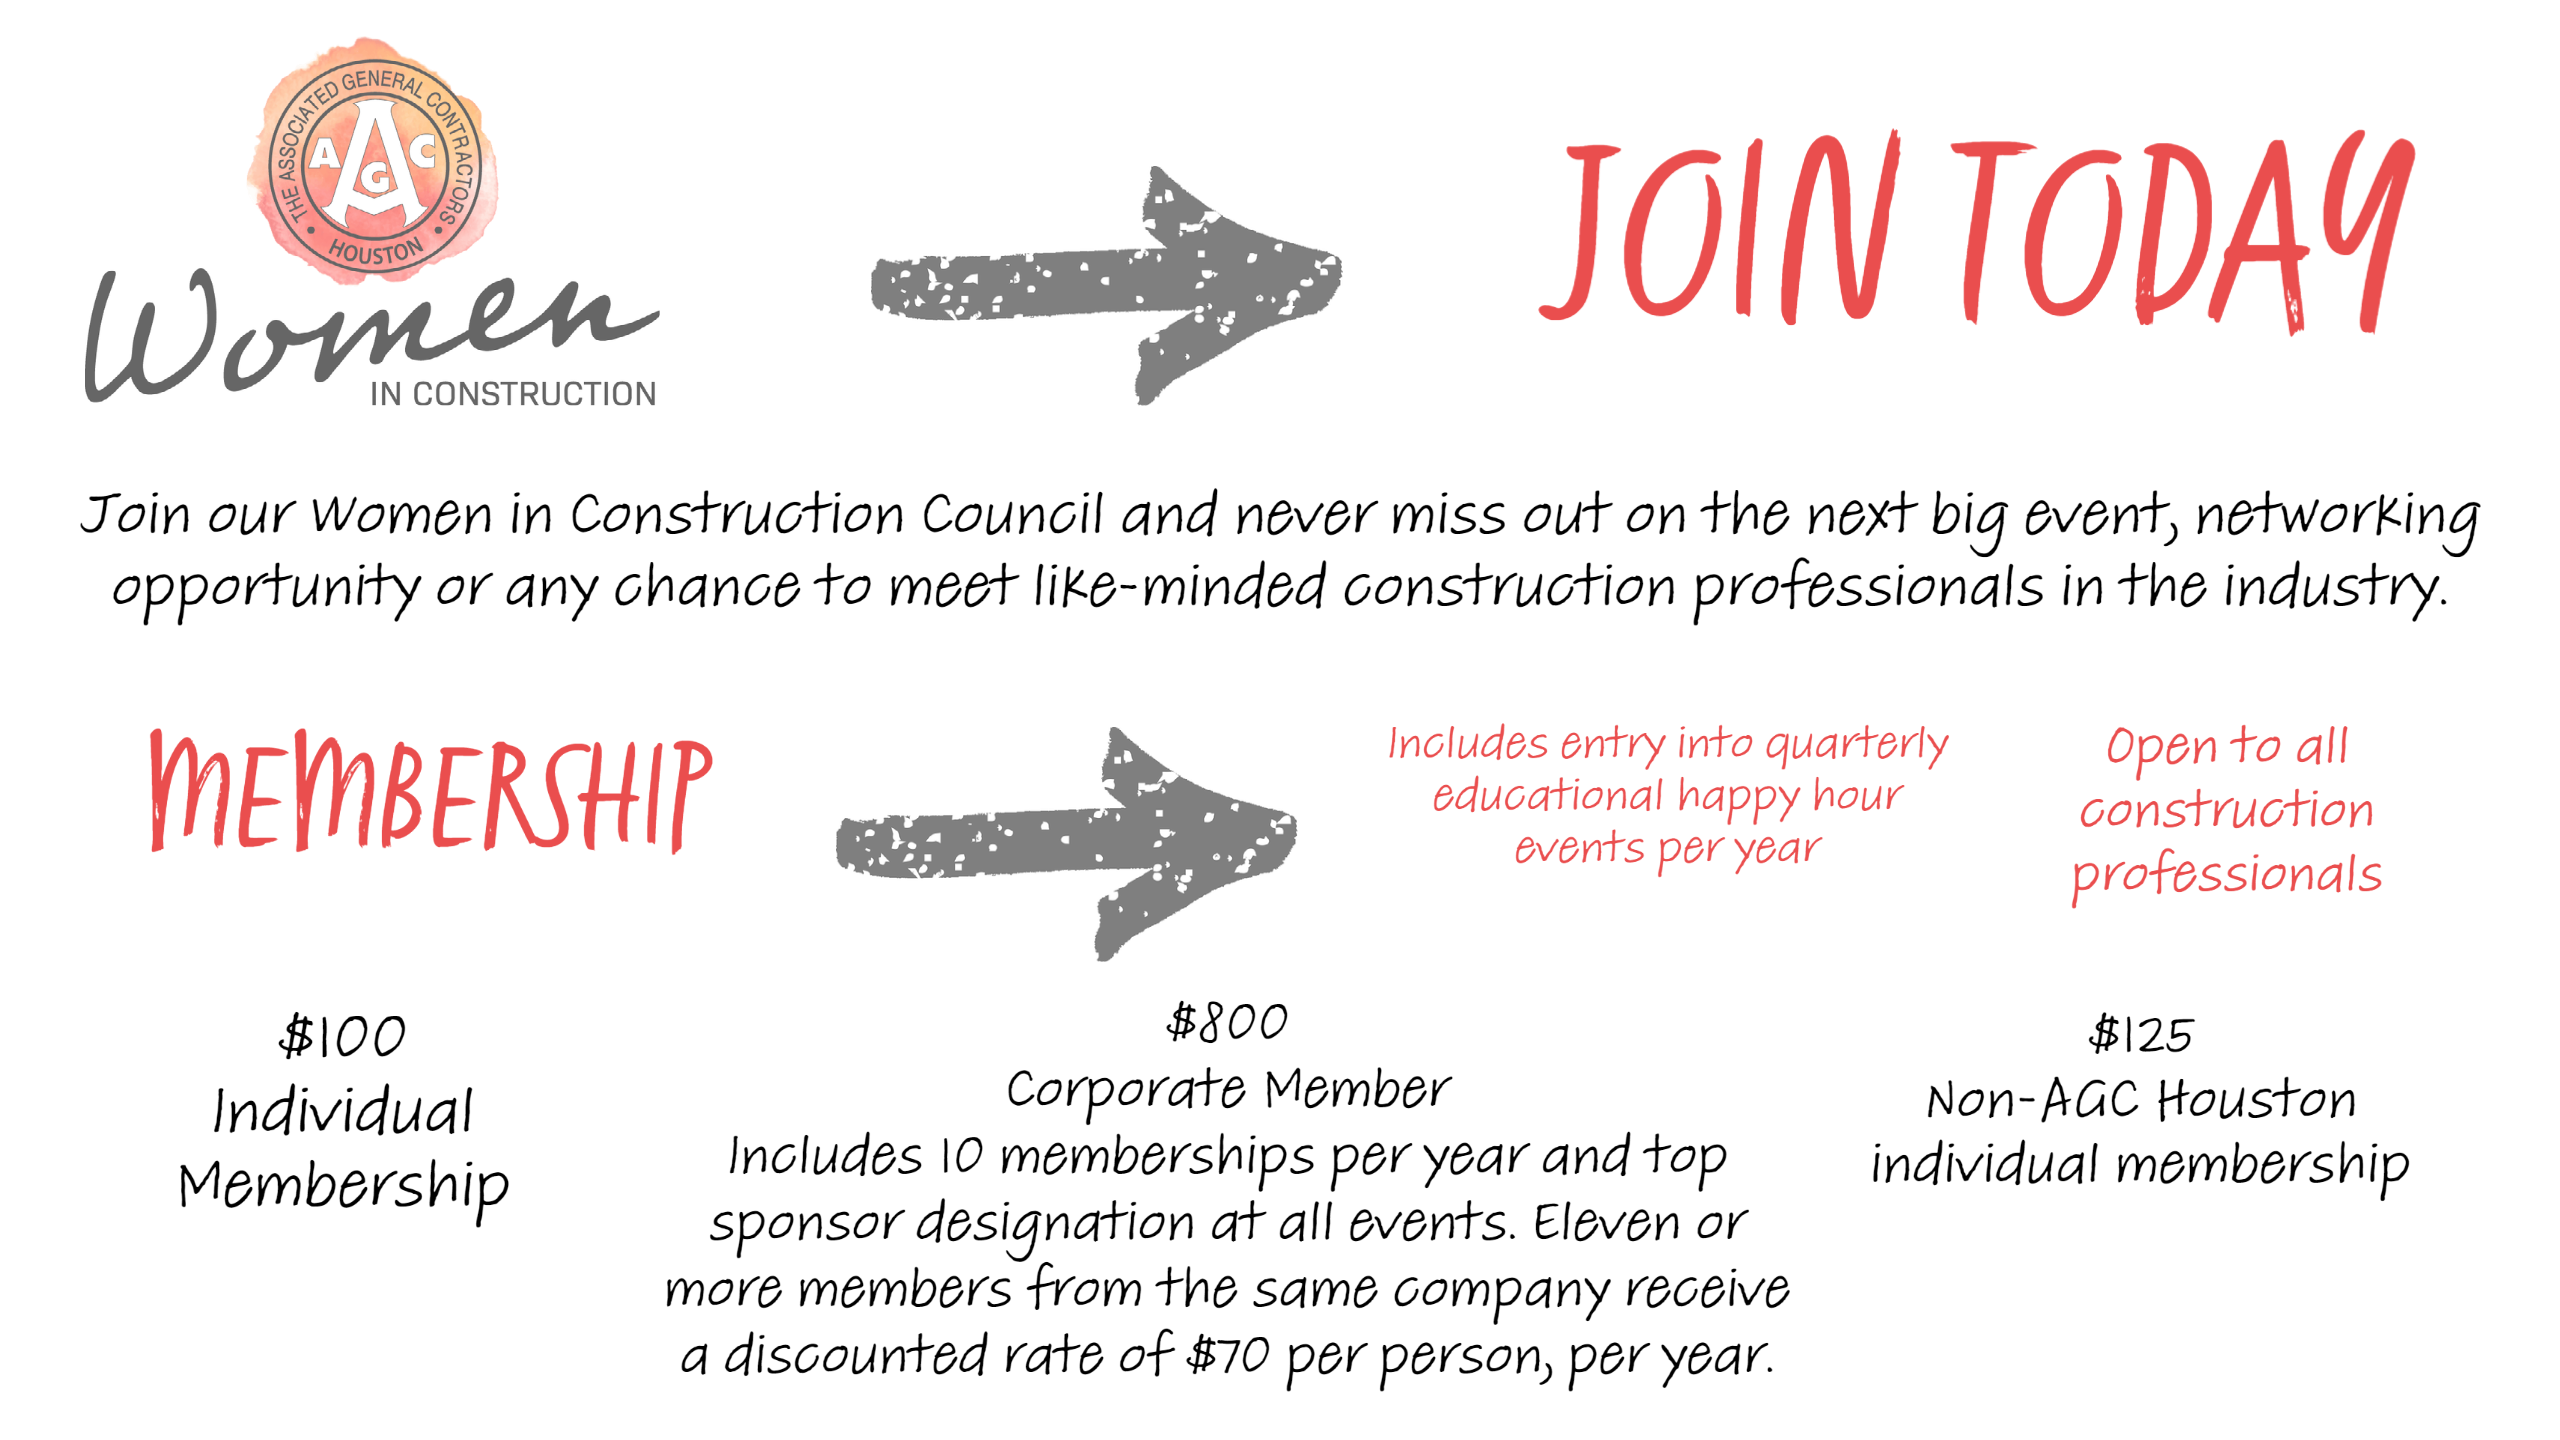 THE ASSOCIATED GENERAL CONTRACTORS
AGC
HOUSTON
Women
IN CONSTRUCTION
JOIN TODAY
Join our Women in Construction Council and never miss out on the next big event, networking
opportunity or any chance to meet like-minded construction professionals in the industry.
MEMBERSHIP
Includes entry into quarterly
educational happy hour
events per year
Open to all
construction
professionals
$100
Individual
Membership
$800
Corporate Member
Includes 10 memberships per year and top
sponsor designation at all events. Eleven or
more members from the same company receive
a discounted rate of $70 per person, per year.
$125
Non-AGC Houston
individual membership